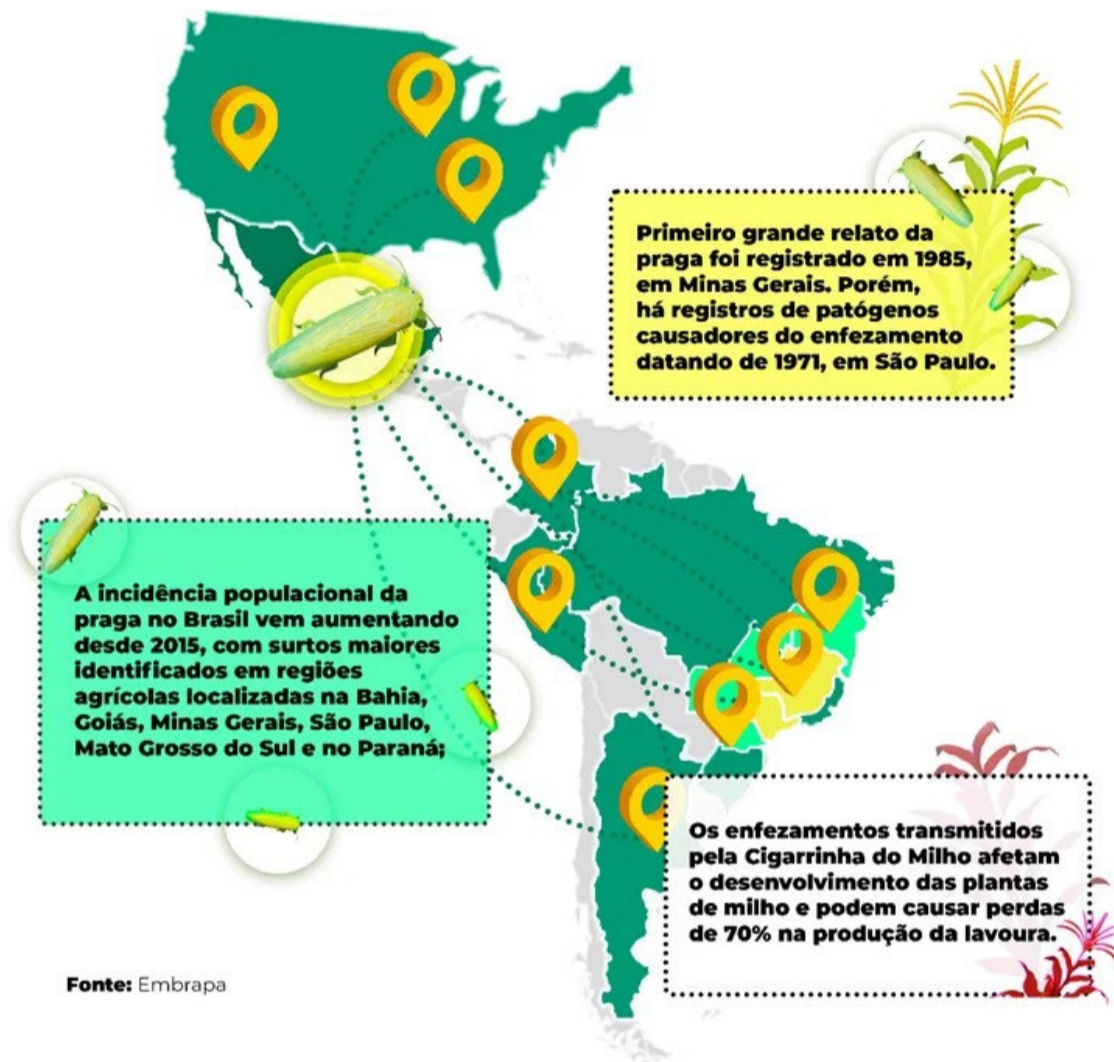 Primeiro grande relato da
praga foi registrado em 1985,
em Minas Gerais. Porém,
há registros de patógenos
causadores do enfezamento
datando de 1971, em São Paulo.
A incidência populacional da
praga no Brasil vem aumentando
desde 2015, com surtos maiores
identificados em regiões
agrícolas localizadas na Bahia,
Goiás, Minas Gerais, São Paulo,
Mato Grosso do Sul e no Paraná;
Os enfezamentos transmitidos
pela Cigarrinha do Milho afetam
o desenvolvimento das plantas
de milho e podem causar perdas
de 70% na produção da lavoura.
Fonte: Embrapa